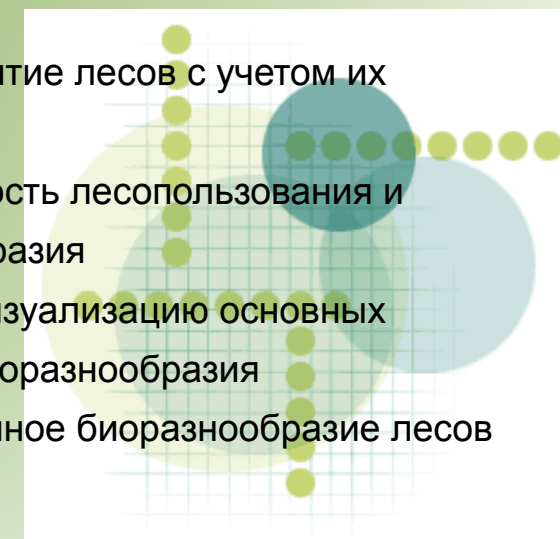 тие лесов с учетом их
ость лесопользования и
разия
изуализацию основных
оразнообразия
ное биоразнообразие лесов